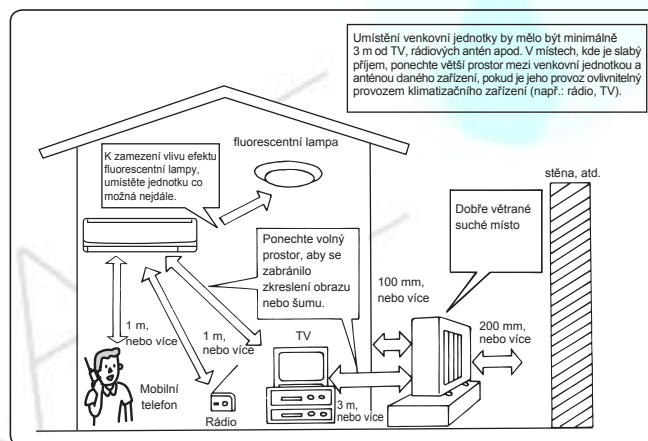 Umístění venkovní jednotky by mělo být minimálně
3 m od TV, rádiových antén apod. V místech, kde je slabý
příjem, ponechte větší prostor mezi venkovní jednotkou a
anténou daného zařízení, pokud je jeho provoz ovlivnitelný
provozem klimatizačního zařízení (např.: rádio, TV).
fluorescentní lampa
K zamezení vlivu efektu
fluorescentní lampy,
umístěte jednotku co
možná nejdále.
stěna, atd.
Dobře větrané
suché místo
Ponechte volný
prostor, aby se
zabránilo
zkreslení obrazu
nebo šumu.
100 mm,
nebo více
1 m,
nebo více
1 m,
nebo více
TV
200 mm,
nebo více
Mobilní
telefon
Rádio
3 m,
nebo více